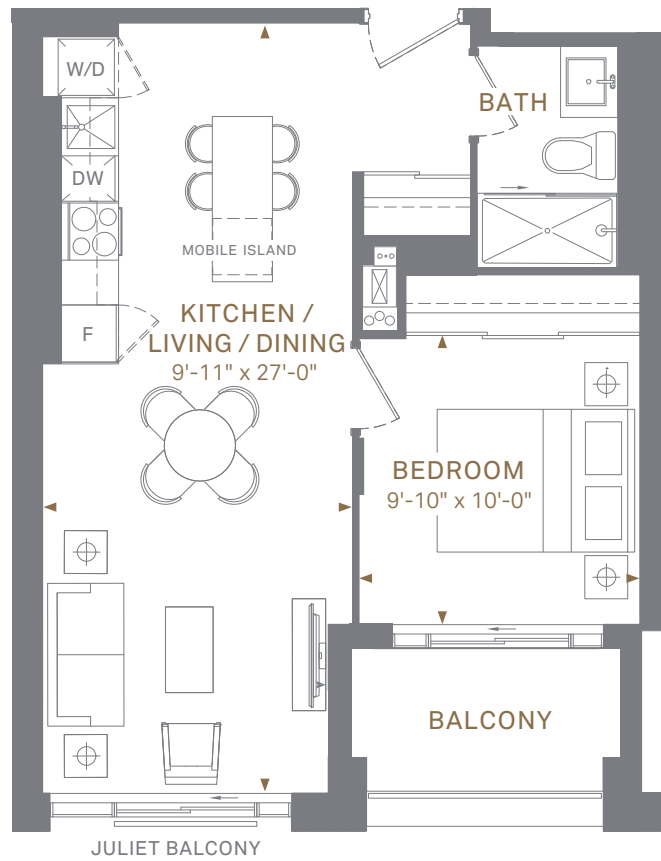 W/D
BATH
DW
MOBILE ISLAND
KITCHEN /
LIVING / DINING
9'-11" x 27'-0"
F
BEDROOM
9'-10" x 10'-0"
BALCONY
JULIET BALCONY